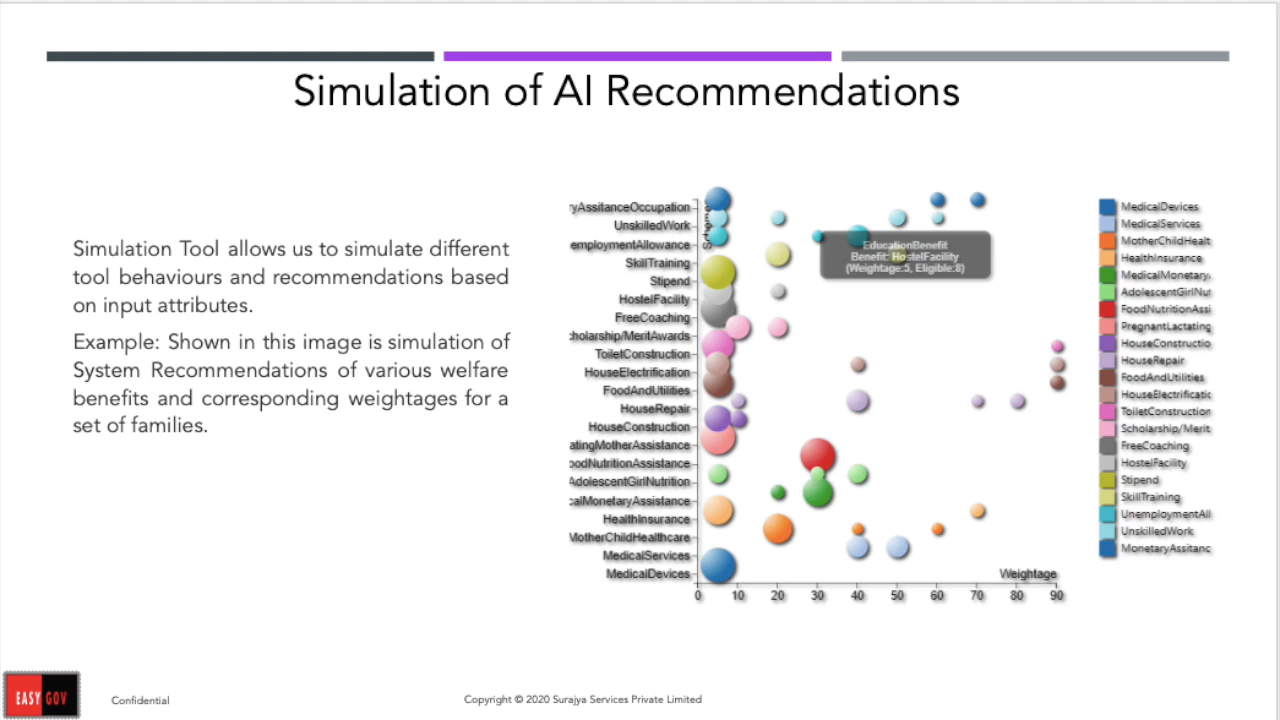 Simulation of AI Recommendations
Simulation Tool allows us to simulate different
tool behaviours and recommendations based
on input attributes.
Example: Shown in this image is simulation of
System Recommendations of various welfare
benefits and corresponding weightages for a
set of families.
ryAssitanceOccupation
UnskilledWork
employmentAllowance
SkillTraining
Stipend
HostelFacility
FreeCoaching
cholarship/MeritAwards
ToiletConstruction
HouseElectrification
FoodAndUtilities
HouseRepair
HouseConstruction
atingMotherAssistance
oodNutritionAssistance
AdolescentGirlNutrition
calMonetaryAssistance
HealthInsurance
MotherChildHealthcare
MedicalServices
MedicalDevices
EducationBenefit
Benefit: HostelFacility
(Weightage:5, Eligible:8)
Weightage
0 10 20 30 40 50 60 70 80 90
MedicalDevices
MedicalServices
MotherChildHealt
HealthInsurance
MedicalMonetary
AdolescentGirlNut
FoodNutritionAssi
PregnantLactating
HouseConstructio
HouseRepair
FoodAndUtilities
HouseElectrificatic
ToiletConstruction
Scholarship/Merit
FreeCoaching
HostelFacility
Stipend
SkillTraining
UnemploymentAll
UnskilledWork
MonetaryAssitanc
EASY GOV
Confidential
Copyright © 2020 Surajya Services Private Limited